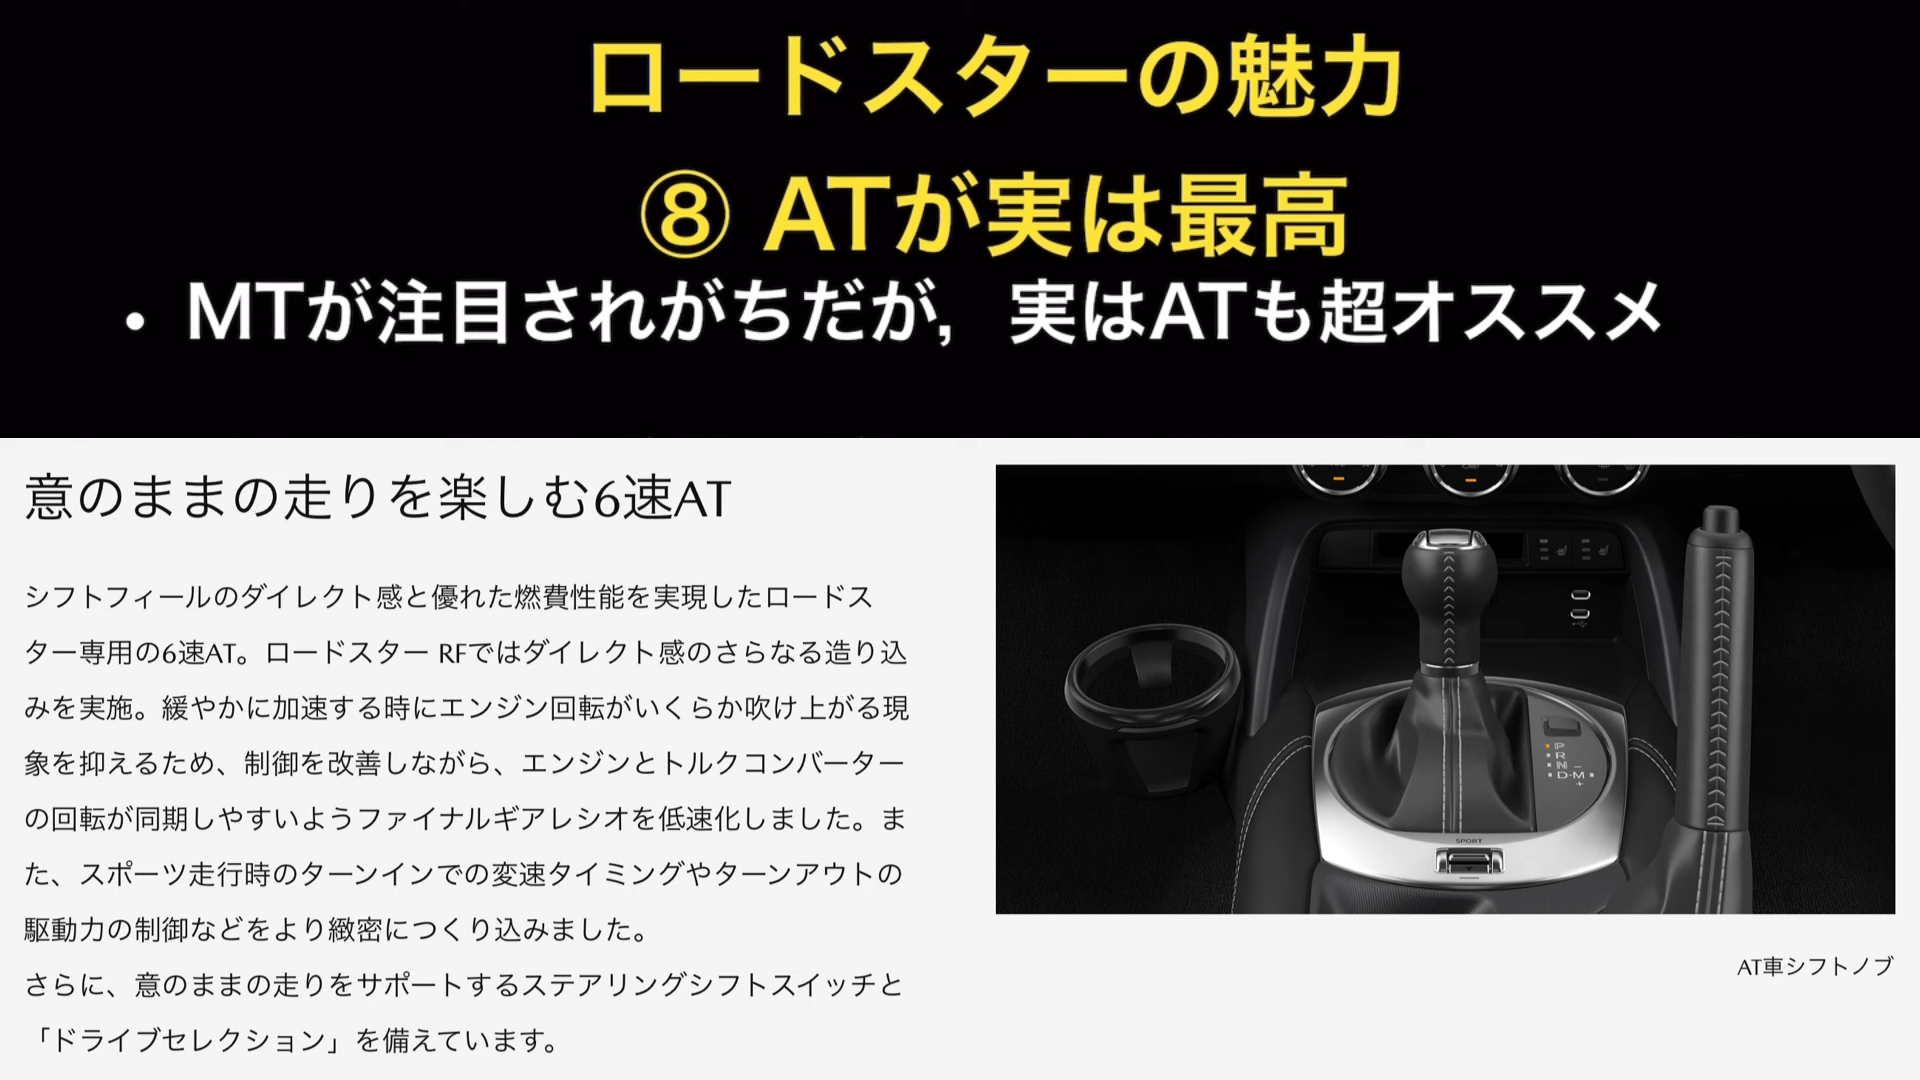 ロードスターの魅力
⑧ ATが実は最高
• MTが注目されがちだが，実はATも超オススメ
意のままの走りを楽しむ6速AT
シフトフィールのダイレクト感と優れた燃費性能を実現したロードス
ター専用の6速AT。ロードスター RFではダイレクト感のさらなる造り込
みを実施。緩やかに加速する時にエンジン回転がいくらか吹け上がる現
象を抑えるため、制御を改善しながら、エンジンとトルクコンバーター
の回転が同期しやすいようファイナルギアレシオを低速化しました。ま
た、スポーツ走行時のターンインでの変速タイミングやターンアウトの
駆動力の制御などをより緻密につくり込みました。
さらに、意のままの走りをサポートするステアリングシフトスイッチと
「ドライブセレクション」を備えています。
P
R
N −
D-M
+
SPORT
AT車シフトノブ